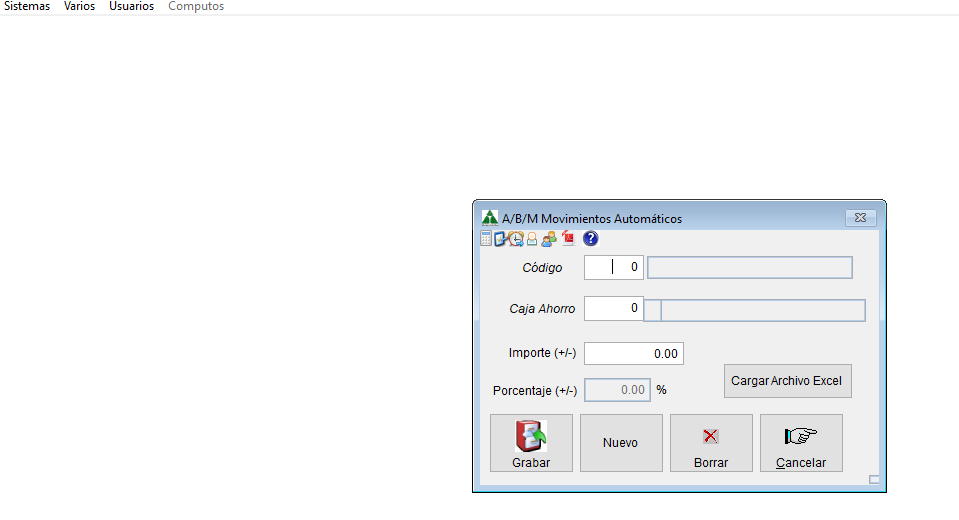 Sistemas Varios Usuarios Computos
A/B/M Movimientos Automáticos
Código 0
Caja Ahorro 0
Importe (+/-) 0.00
Cargar Archivo Excel
Porcentaje (+/-) 0.00 %
Grabar Nuevo Borrar Cancelar